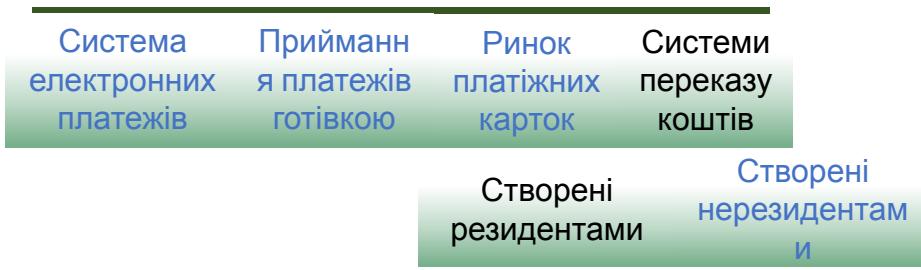 Система
електронних
платежів
Прийманн
я платежів
готівкою
Ринок
платіжних
карток
Системи
переказу
коштів
Створені
резидентами
Створені
нерезидентам
и